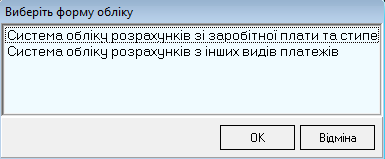 Виберіть форму обліку
Система обліку розрахунків зі заробітної плати та стипе
Система обліку розрахунків з інших видів платежів
OK
Відміна